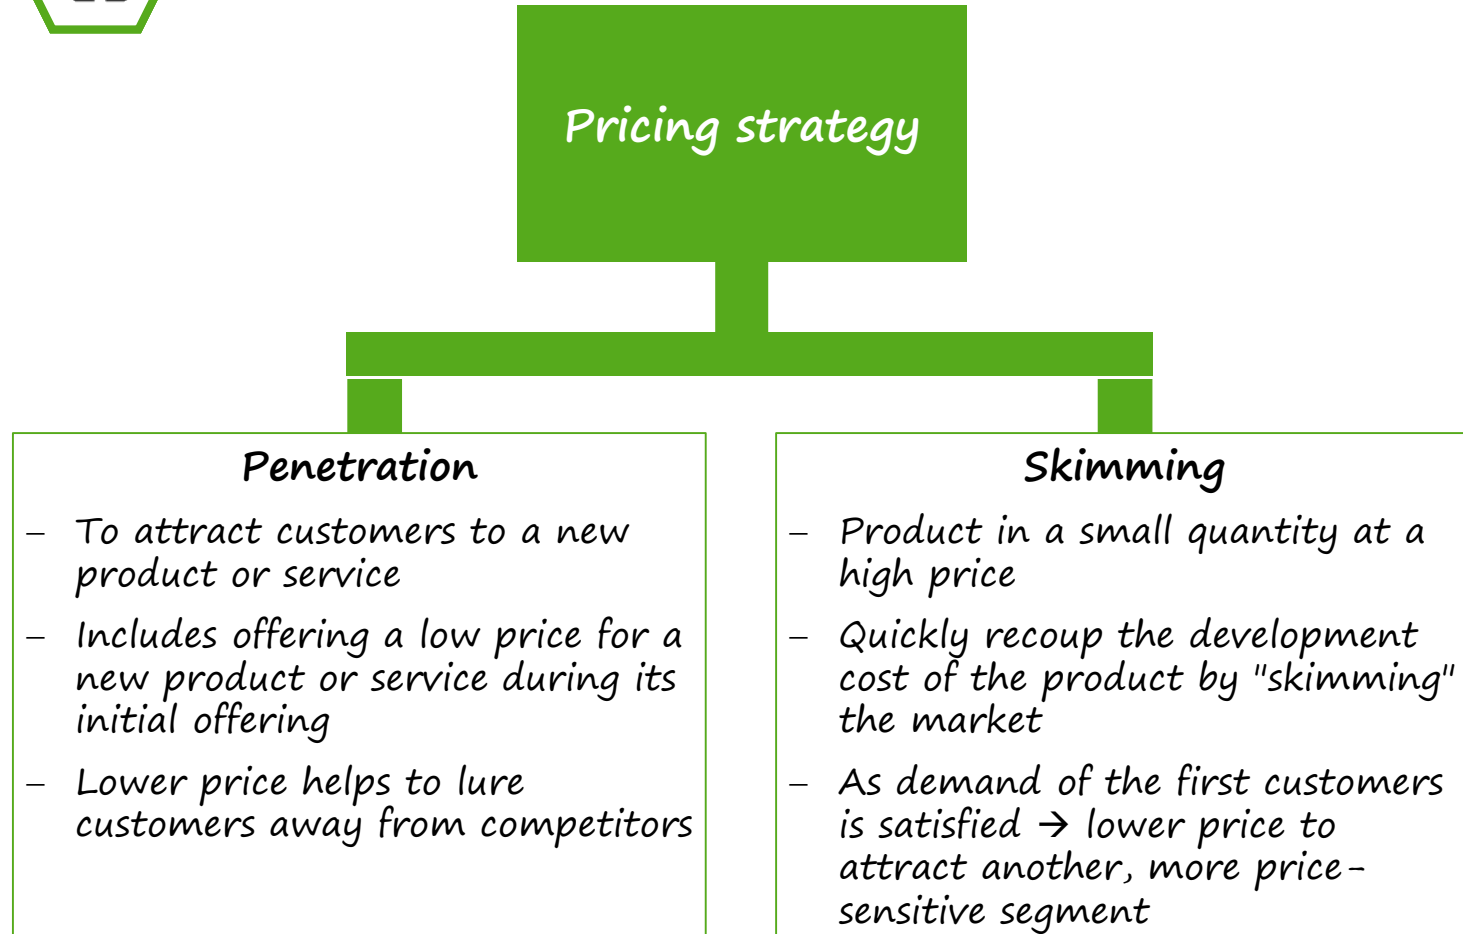 Pricing strategy
Penetration
– To attract customers to a new
product or service
– Includes offering a low price for a
new product or service during its
initial offering
– Lower price helps to lure
customers away from competitors
Skimming
– Product in a small quantity at a
high price
– Quickly recoup the development
cost of the product by "skimming"
the market
– As demand of the first customers
is satisfied → lower price to
attract another, more price-
sensitive segment